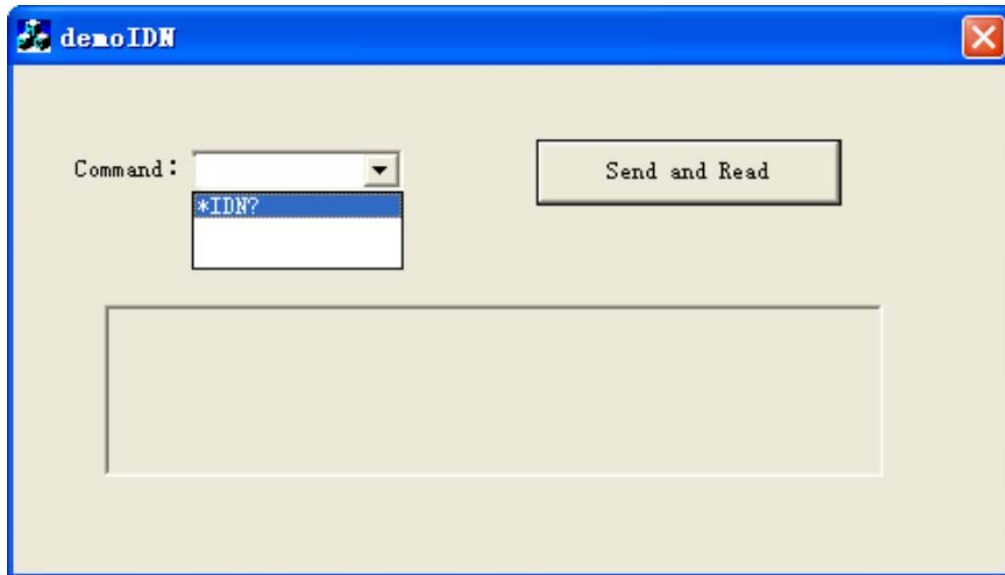 demoIDN
Command：
Send and Read
*IDN?